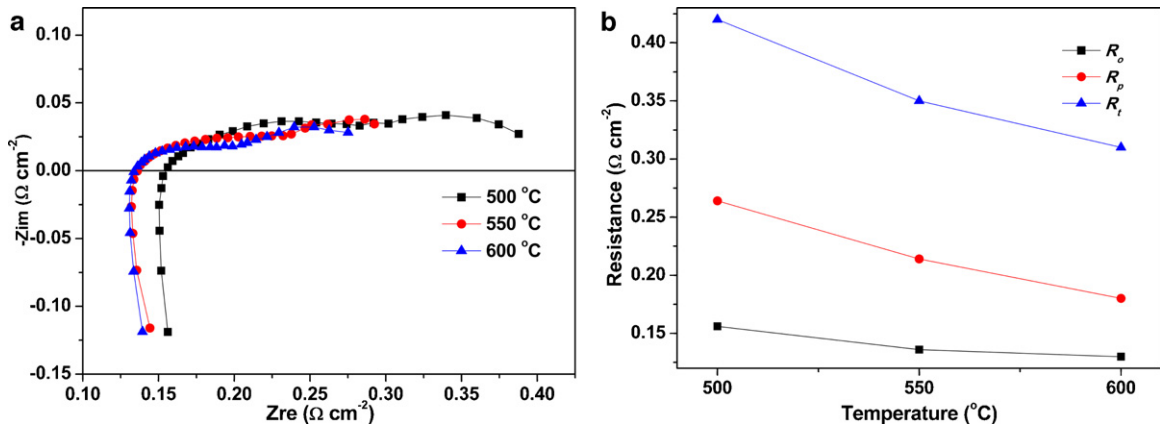 a
-0.10
-0.05
0.00
0.05
0.10
-0.15
-Zim (Ω cm⁻²)
500 °C
550 °C
600 °C
0.10 0.15 0.20 0.25 0.30 0.35 0.40
Zre (Ω cm⁻²)
b
0.40
0.35
0.30
0.25
0.20
0.15
Resistance (Ω cm⁻²)
Rₒ
Rₚ
Rₜ
500 550 600
Temperature (°C)